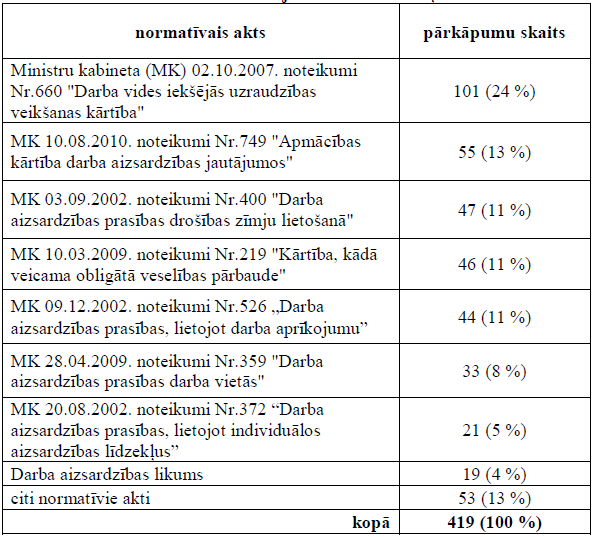 normatīvais akts pārkāpumu skaits
Ministru kabineta (MK) 02.10.2007. noteikumi
Nr.660 "Darba vides iekšējās uzraudzības
veikšanas kārtība"
101 (24 %)
MK 10.08.2010. noteikumi Nr.749 "Apmācības
kārtība darba aizsardzības jautājumos"
55 (13 %)
MK 03.09.2002. noteikumi Nr.400 "Darba
aizsardzības prasības drošības zīmju lietošanā"
47 (11 %)
MK 10.03.2009. noteikumi Nr.219 "Kārtība, kādā
veicama obligātā veselības pārbaude"
46 (11 %)
MK 09.12.2002. noteikumi Nr.526 „Darba
aizsardzības prasības, lietojot darba aprīkojumu”
44 (11 %)
MK 28.04.2009. noteikumi Nr.359 "Darba
aizsardzības prasības darba vietās"
33 (8 %)
MK 20.08.2002. noteikumi Nr.372 “Darba
aizsardzības prasības, lietojot individuālos
aizsardzības līdzekļus”
21 (5 %)
Darba aizsardzības likums 19 (4 %)
citi normatīvie akti 53 (13 %)
kopā 419 (100 %)